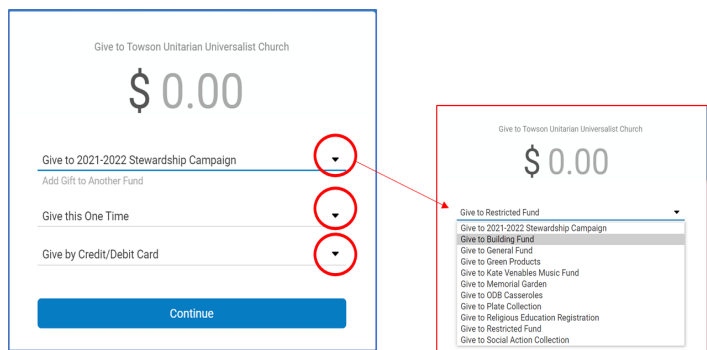 Give to Towson Unitarian Universalist Church
$ 0.00
Give to 2021-2022 Stewardship Campaign
Add Gift to Another Fund
Give this One Time
Give by Credit/Debit Card
Continue
Give to Towson Unitarian Universalist Church
$ 0.00
Give to Restricted Fund
Give to 2021-2022 Stewardship Campaign
Give to Building Fund
Give to General Fund
Give to Green Products
Give to Kate Venables Music Fund
Give to Memorial Garden
Give to ODB Casseroles
Give to Plate Collection
Give to Religious Education Registration
Give to Restricted Fund
Give to Social Action Collection